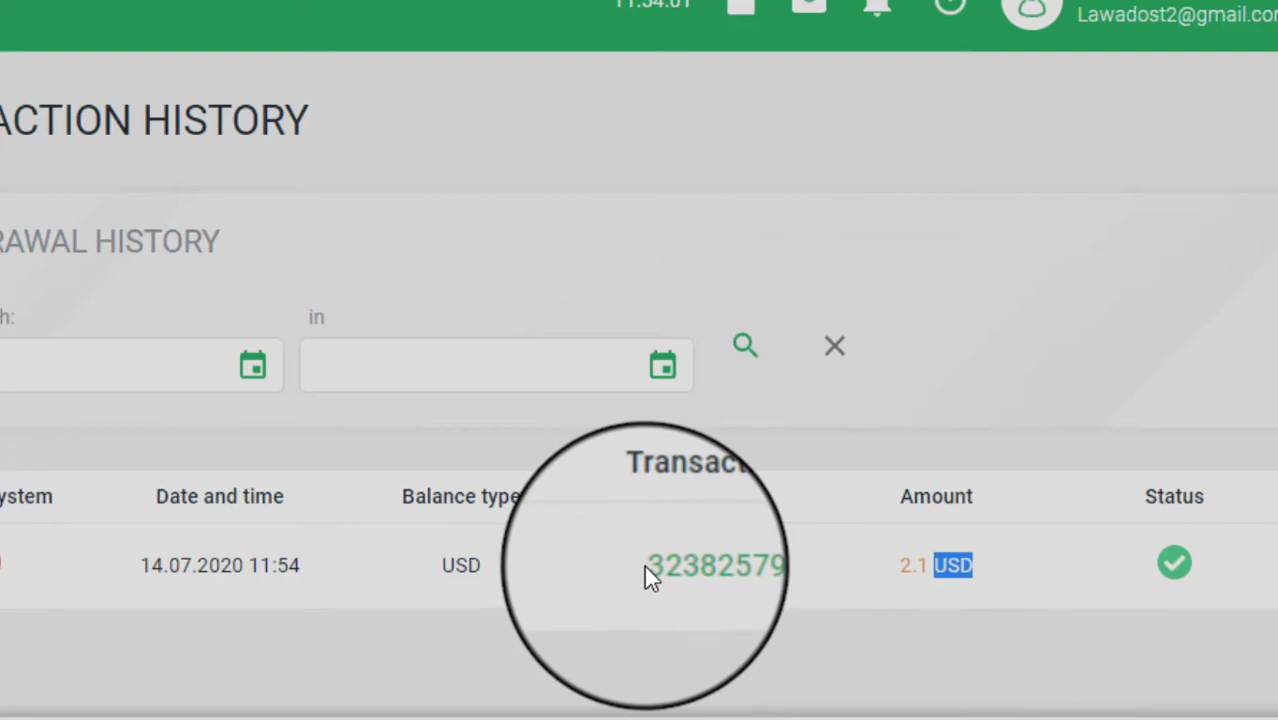 11:54:01
Lawadost2@gmail.co
ACTION HISTORY
RAWAL HISTORY
h:
in
Transact
ystem
Date and time
Balance type
Amount
Status
14.07.2020 11:54
USD
32382579
2.1 USD